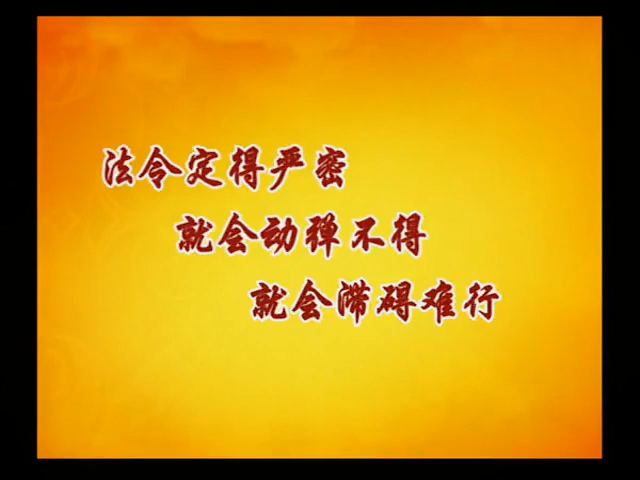 法令定得严密
就会动弹不得
就会滞碍难行